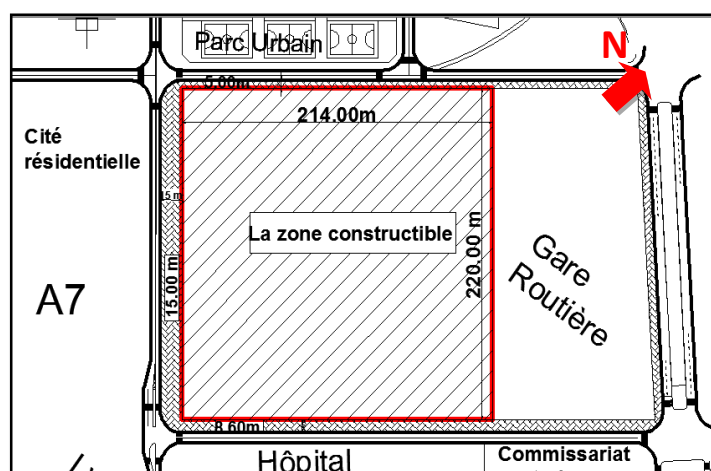 Parc Urbain
N
5.00m
214.00m
Cité
résidentielle
15 m
La zone constructible
220.00 m
15.00 m
Gare
Routière
A7
8.60m
Hôpital
Commissariat